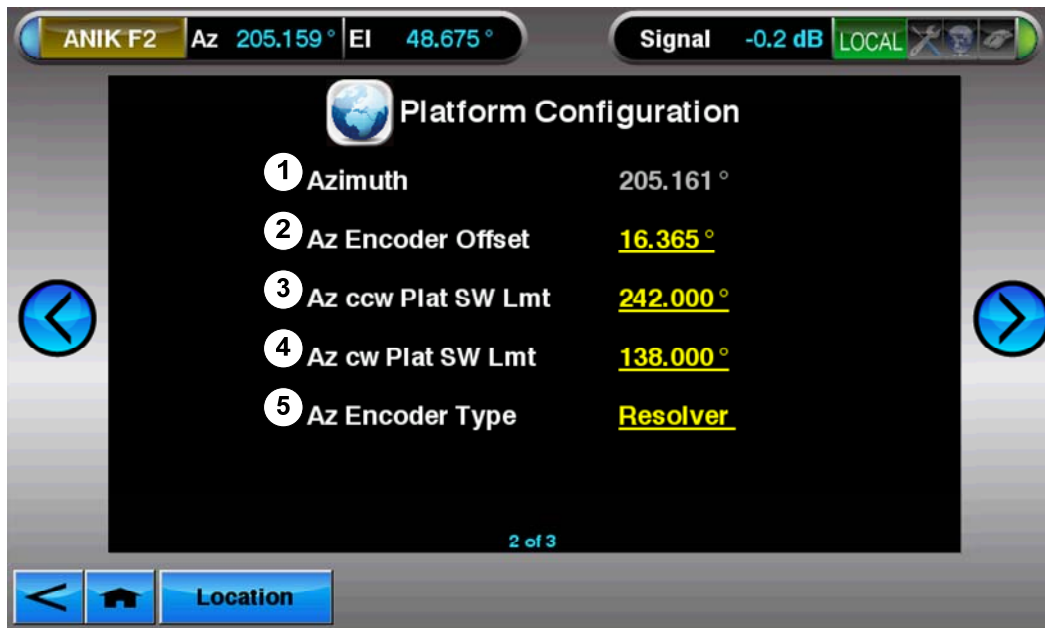 ANIK F2 Az 205.159° El 48.675° Signal -0.2 dB LOCAL
Platform Configuration
1 Azimuth 205.161°
2 Az Encoder Offset 16.365°
3 Az ccw Plat SW Lmt 242.000°
4 Az cw Plat SW Lmt 138.000°
5 Az Encoder Type Resolver
2 of 3
Location